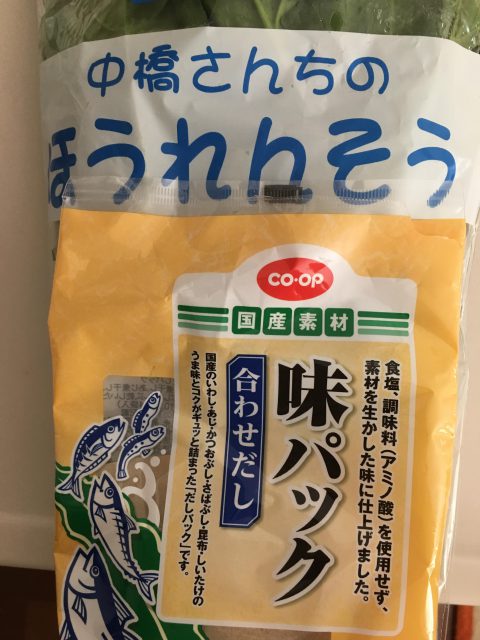 中橋さんちの
ほうれんそう
CO・OP
国産素材
食塩、調味料(アミノ酸)を使用せず、
素材を生かした味に仕上げました。
味パック
合わせだし
国産のいわし・あじ・かつおぶし・さばぶし・昆布・しいたけの
うま味とコクがギュッと詰まった「だしパック」です。